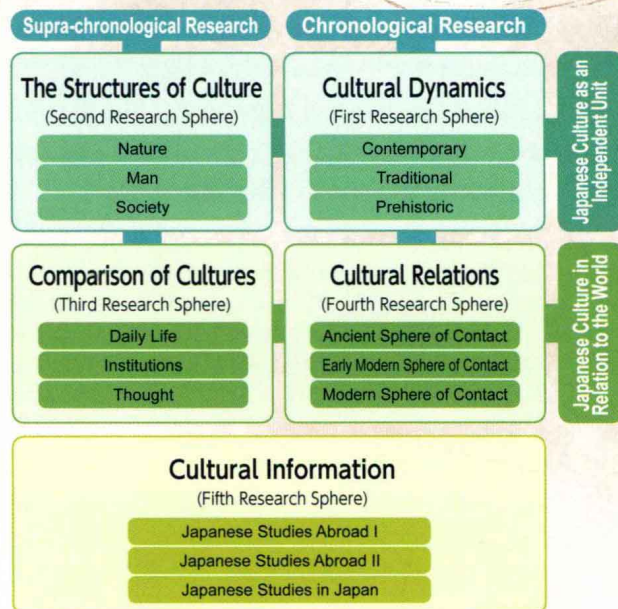 Supra-chronological Research
Chronological Research
The Structures of Culture
(Second Research Sphere)
Nature
Man
Society
Cultural Dynamics
(First Research Sphere)
Contemporary
Traditional
Prehistoric
Japanese Culture as an
Independent Unit
Comparison of Cultures
(Third Research Sphere)
Daily Life
Institutions
Thought
Cultural Relations
(Fourth Research Sphere)
Ancient Sphere of Contact
Early Modern Sphere of Contact
Modern Sphere of Contact
Japanese Culture in
Relation to the World
Cultural Information
(Fifth Research Sphere)
Japanese Studies Abroad I
Japanese Studies Abroad II
Japanese Studies in Japan